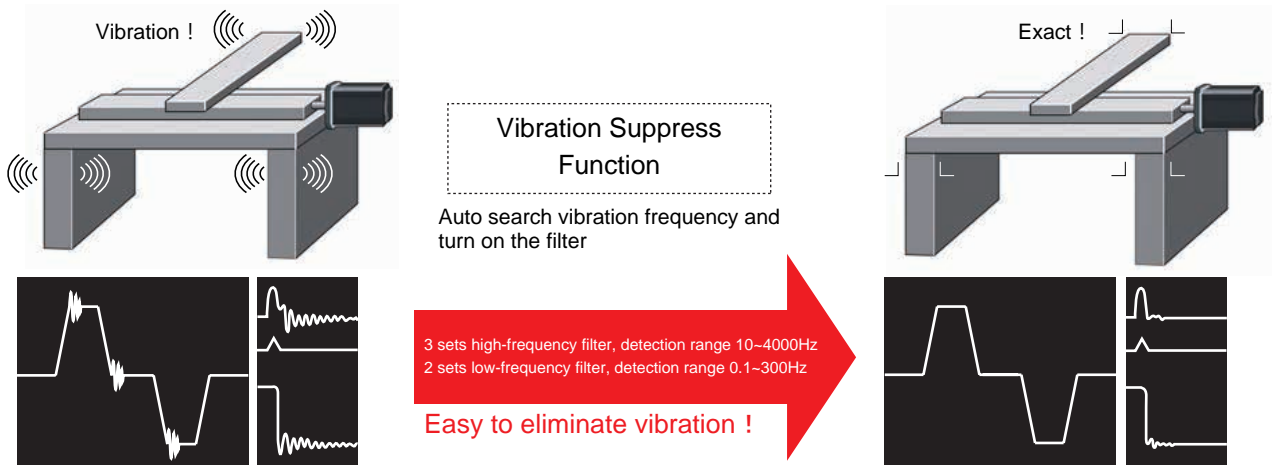 Vibration！
Exact！
Vibration Suppress
Function
Auto search vibration frequency and
turn on the filter
3 sets high-frequency filter, detection range 10~4000Hz
2 sets low-frequency filter, detection range 0.1~300Hz
Easy to eliminate vibration！